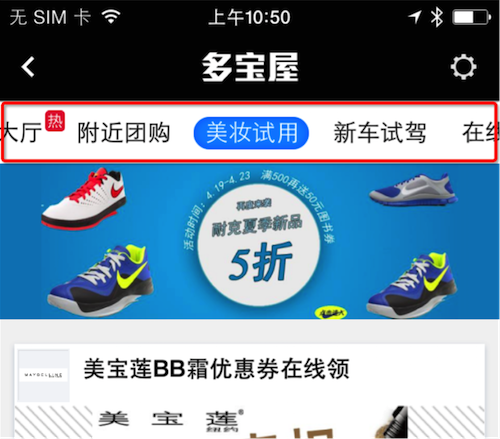 无 SIM 卡 上午10:50
多宝屋
大厅 热 附近团购 美妆试用 新车试驾 在线
活动时间：4.19-4.23 满500再送50元图书券
耐克夏季新品
5折
MAYBELLINE
美宝莲BB霜优惠券在线领
美宝莲®
纽约